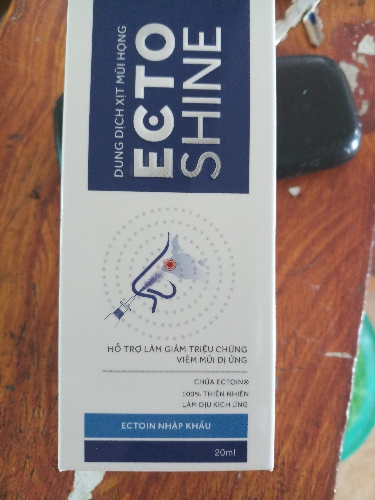 DUNG DỊCH XỊT MŨI HỌNG
ECTO
SHINE
HỖ TRỢ LÀM GIẢM TRIỆU CHỨNG
VIÊM MŨI DỊ ỨNG
CHỨA ECTOIN®
100% THIÊN NHIÊN
LÀM DỊU KÍCH ỨNG
ECTOIN NHẬP KHẨU
20ml